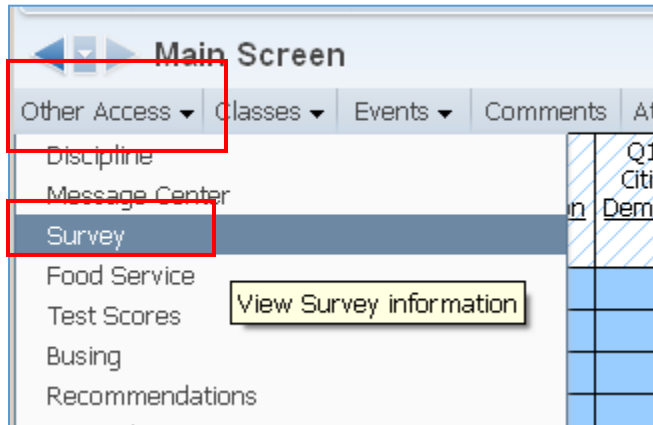 Main Screen
Other Access Classes Events Comments
Discipline
Message Center
Survey
Food Service
Test Scores
Busing
Recommendations
View Survey information
Q1